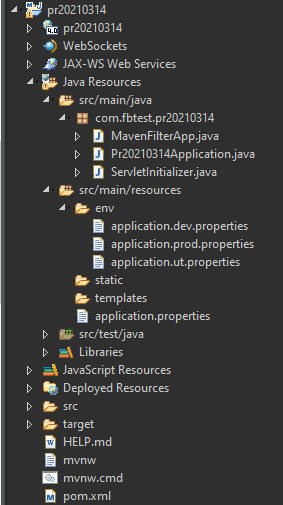 pr20210314
pr20210314
WebSockets
JAX-WS Web Services
Java Resources
src/main/java
com.fbtest.pr20210314
MavenFilterApp.java
Pr20210314Application.java
ServletInitializer.java
src/main/resources
env
application.dev.properties
application.prod.properties
application.ut.properties
static
templates
application.properties
src/test/java
Libraries
JavaScript Resources
Deployed Resources
src
target
HELP.md
mvnw
mvnw.cmd
pom.xml